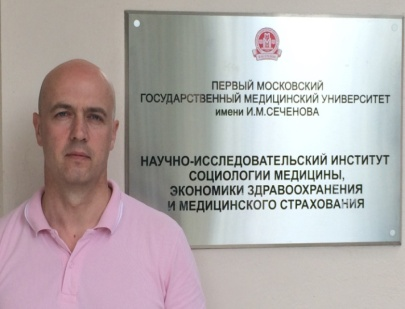 ПЕРВЫЙ МОСКОВСКИЙ
ГОСУДАРСТВЕННЫЙ МЕДИЦИНСКИЙ УНИВЕРСИТЕТ
имени И.М.СЕЧЕНОВА
НАУЧНО-ИССЛЕДОВАТЕЛЬСКИЙ ИНСТИТУТ
СОЦИОЛОГИИ МЕДИЦИНЫ,
ЭКОНОМИКИ ЗДРАВООХРАНЕНИЯ
И МЕДИЦИНСКОГО СТРАХОВАНИЯ